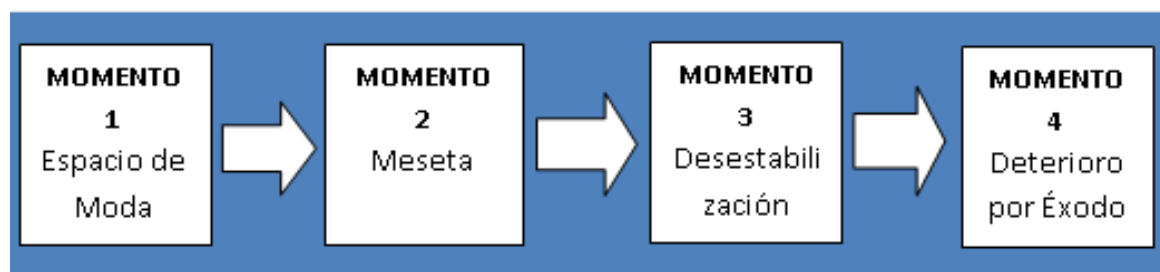 MOMENTO
1
Espacio de
Moda
MOMENTO
2
Meseta
MOMENTO
3
Desestabili
zación
MOMENTO
4
Deterioro
por Éxodo